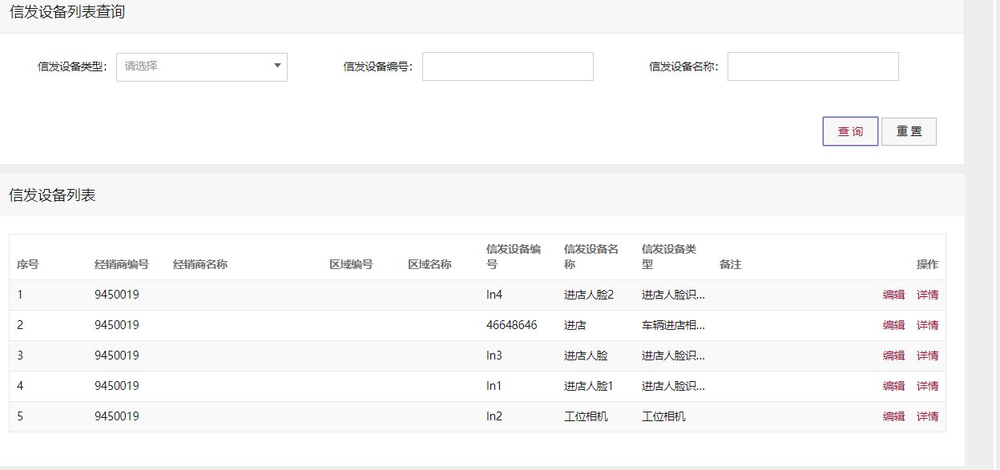 信发设备列表查询
信发设备类型： 请选择 信发设备编号： 信发设备名称：
查 询 重 置
信发设备列表
序号 经销商编号 经销商名称 区域编号 区域名称 信发设备编号 信发设备名称 信发设备类型 备注 操作
1 9450019 In4 进店人脸2 进店人脸识... 编辑 详情
2 9450019 46648646 进店 车辆进店相... 编辑 详情
3 9450019 In3 进店人脸 进店人脸识... 编辑 详情
4 9450019 In1 进店人脸1 进店人脸识... 编辑 详情
5 9450019 In2 工位相机 工位相机 编辑 详情